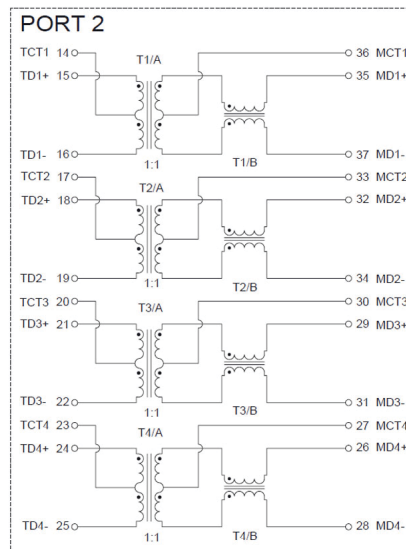 PORT 2
TCT1 14 36 MCT1
T1/A
TD1+ 15 35 MD1+
TD1- 16 37 MD1-
1:1 T1/B
TCT2 17 33 MCT2
T2/A
TD2+ 18 32 MD2+
TD2- 19 34 MD2-
1:1 T2/B
TCT3 20 30 MCT3
T3/A
TD3+ 21 29 MD3+
TD3- 22 31 MD3-
1:1 T3/B
TCT4 23 27 MCT4
T4/A
TD4+ 24 26 MD4+
TD4- 25 28 MD4-
1:1 T4/B